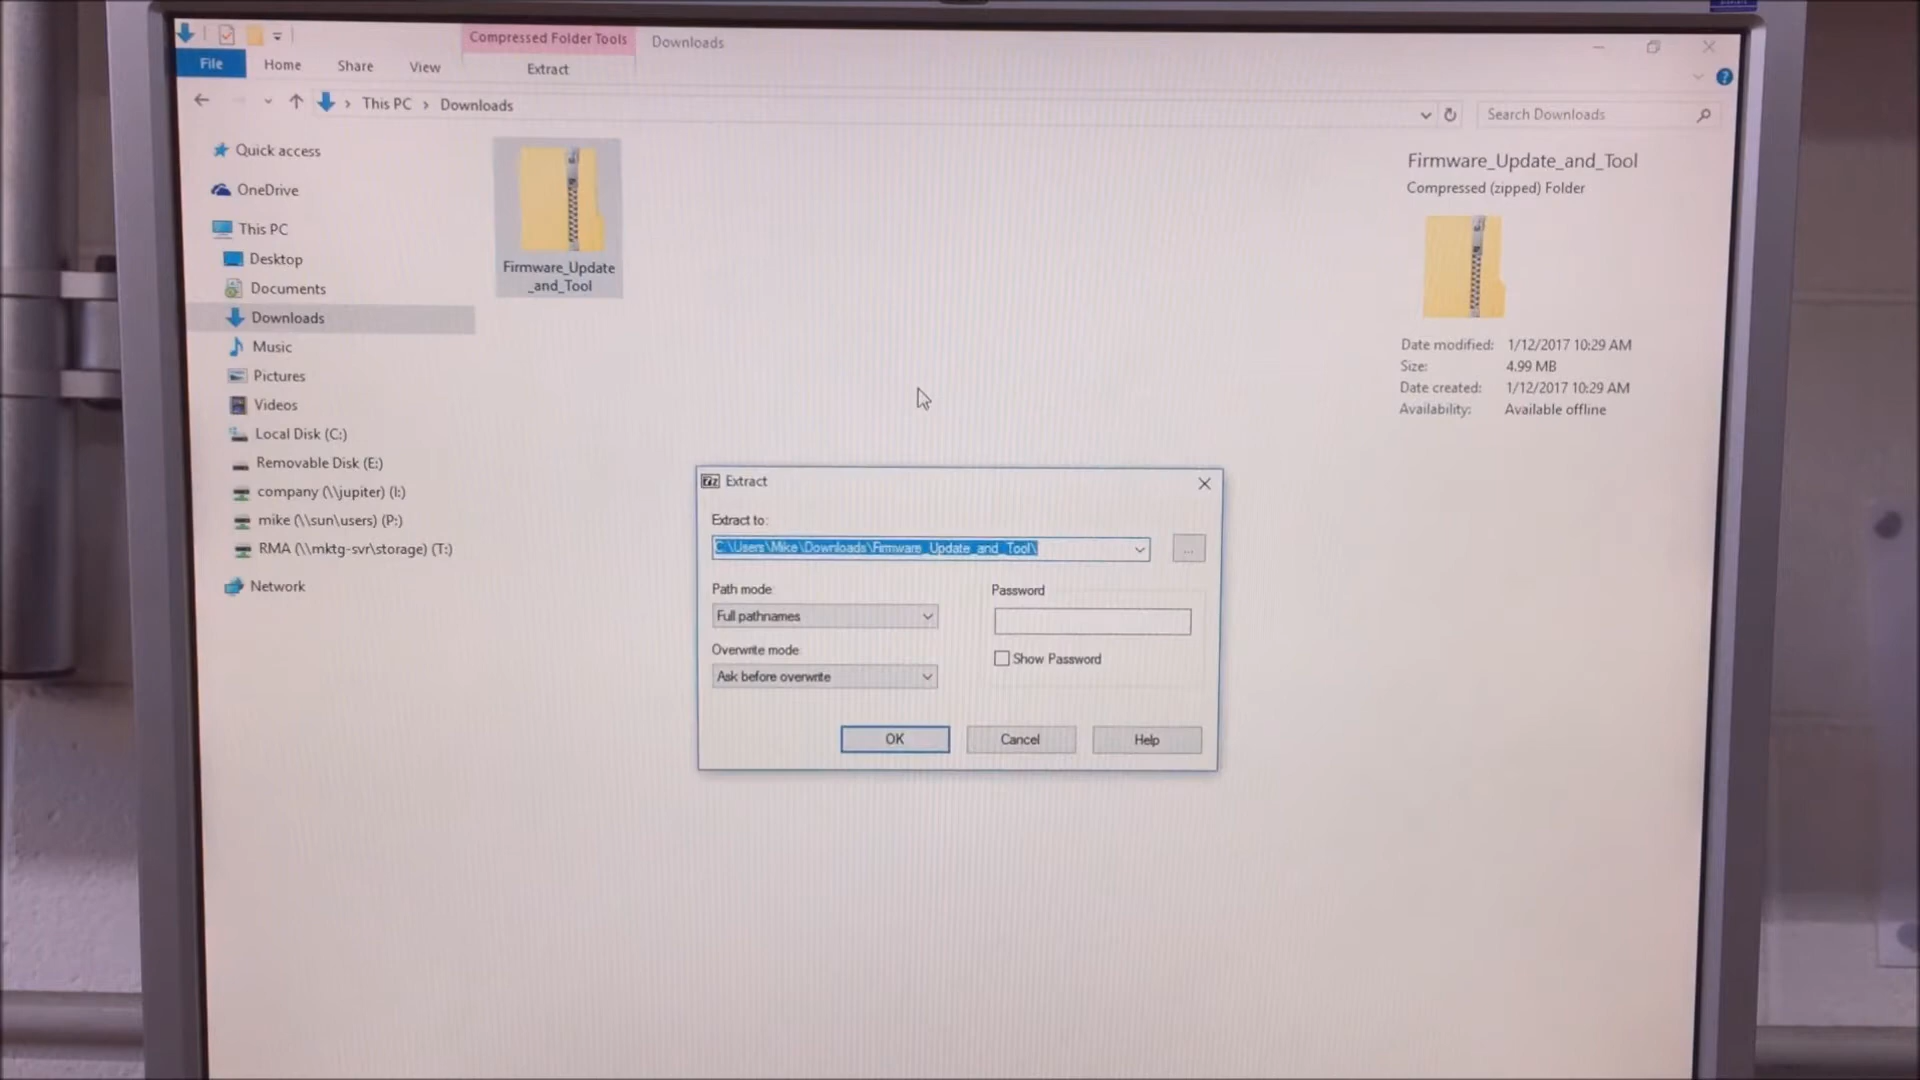 Compressed Folder Tools
Downloads
File
Home
Share
View
Extract
This PC
Downloads
Search Downloads
Quick access
OneDrive
This PC
Desktop
Documents
Downloads
Music
Pictures
Videos
Local Disk (C:)
Removable Disk (E:)
company (\\jupiter) (I:)
mike (\\sun\users) (P:)
RMA (\\mktg-svr\storage) (T:)
Network
Firmware_Update
_and_Tool
Firmware_Update_and_Tool
Compressed (zipped) Folder
Date modified: 1/12/2017 10:29 AM
Size: 4.99 MB
Date created: 1/12/2017 10:29 AM
Availability: Available offline
7z Extract
Extract to:
C:\Users\Mike\Downloads\Firmware_Update_and_Tool\
...
Path mode:
Full pathnames
Overwrite mode:
Ask before overwrite
Password
Show Password
OK
Cancel
Help